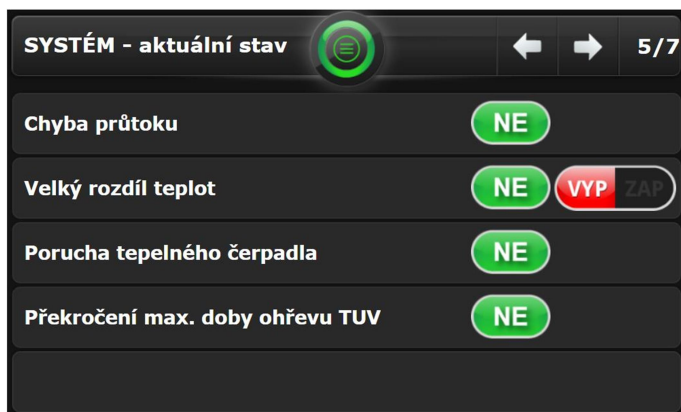 SYSTÉM - aktuální stav 5/7
Chyba průtoku NE
Velký rozdíl teplot NE VYP ZAP
Porucha tepelného čerpadla NE
Překročení max. doby ohřevu TUV NE